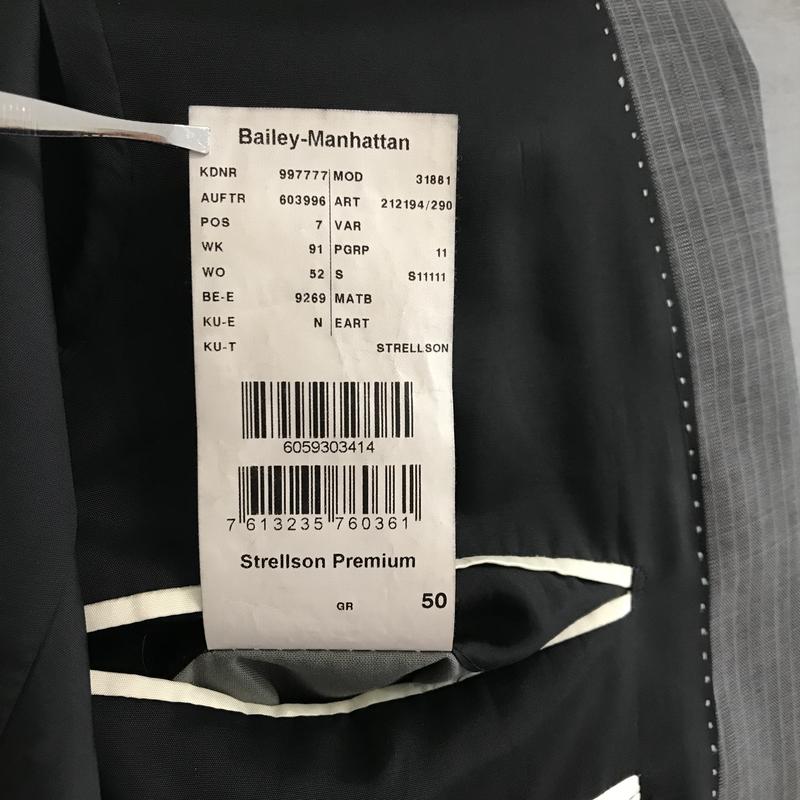 Bailey-Manhattan
KDNR 997777 MOD 31881
AUFTR 603996 ART 212194/290
POS 7 VAR
WK 91 PGRP 11
WO 52 S S11111
BE-E 9269 MATB
KU-E N EART
KU-T STRELLSON
6059303414
7 613235 760361
Strellson Premium
GR 50